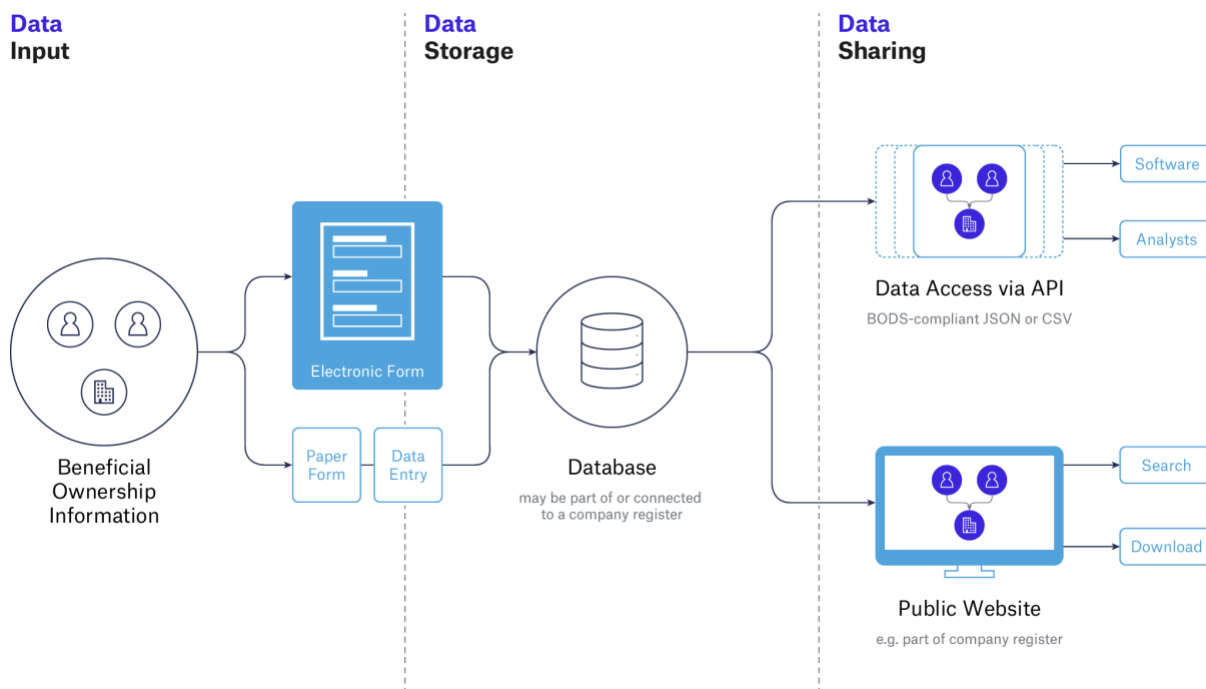 Data
Input
Data
Storage
Data
Sharing
Beneficial
Ownership
Information
Electronic Form
Paper
Form
Data
Entry
Database
may be part of or connected
to a company register
Data Access via API
BODS-compliant JSON or CSV
Software
Analysts
Public Website
e.g. part of company register
Search
Download